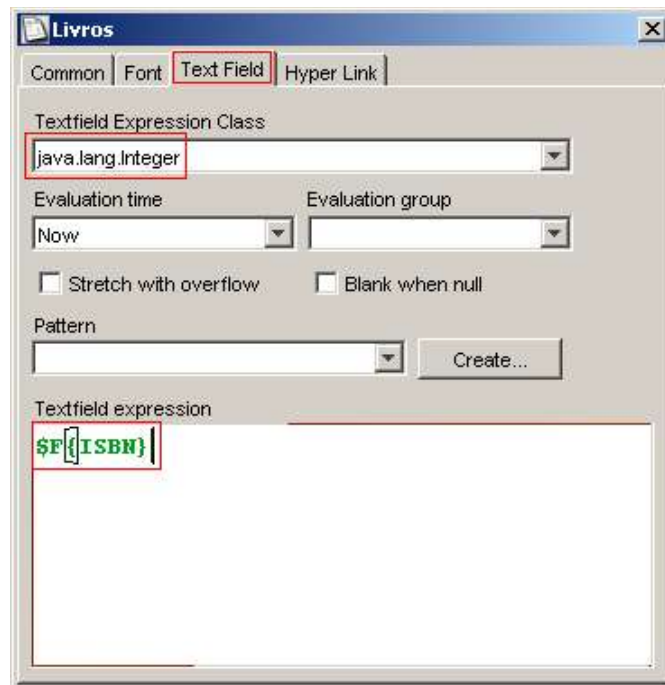 Livros
Common Font Text Field Hyper Link
Textfield Expression Class
java.lang.Integer
Evaluation time Evaluation group
Now
Stretch with overflow Blank when null
Pattern
Create...
Textfield expression
$F{ISBN}